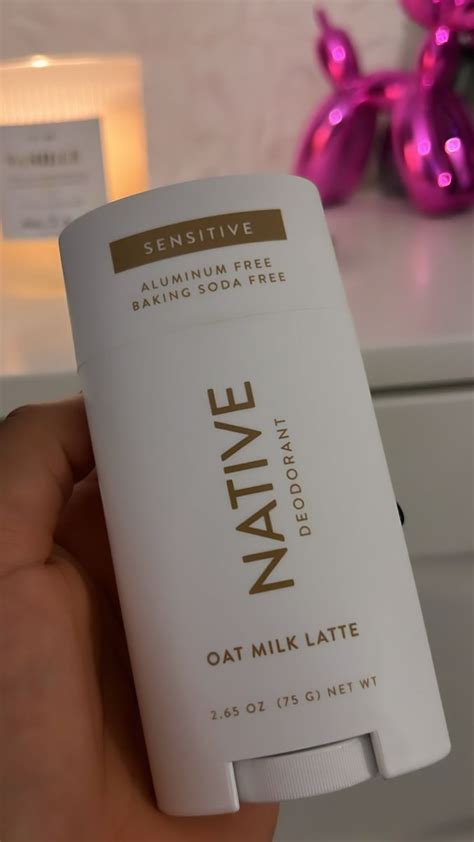 SENSITIVE
ALUMINUM FREE
BAKING SODA FREE
NATIVE
DEODORANT
OAT MILK LATTE
2.65 OZ (75 G) NET WT